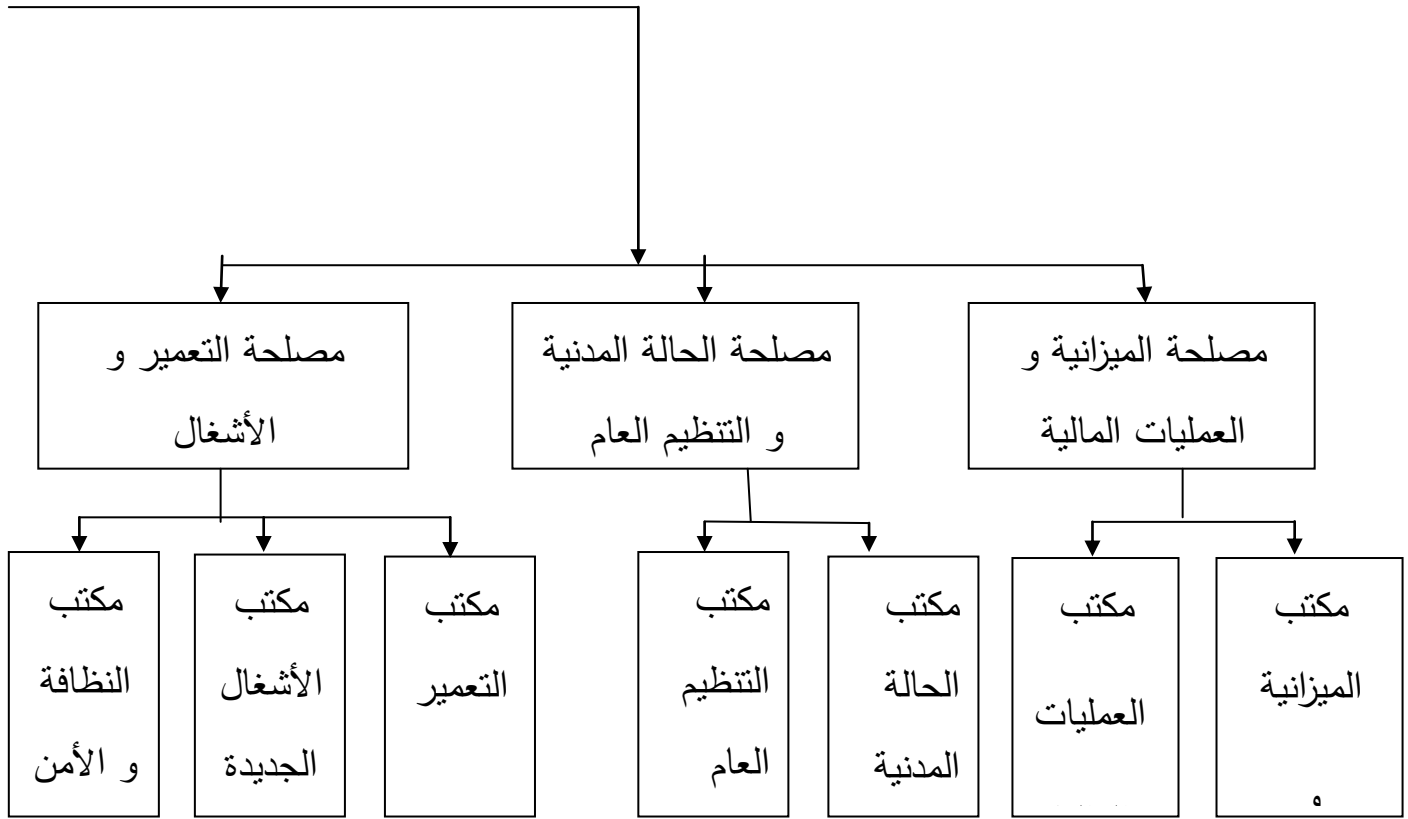 مصلحة الميزانية و
العمليات المالية
مصلحة الحالة المدنية
و التنظيم العام
مصلحة التعمير و
الأشغال
مكتب
الميزانية
و
مكتب
العمليات
مكتب
الحالة
المدنية
مكتب
التنظيم
العام
مكتب
التعمير
مكتب
الأشغال
الجديدة
مكتب
النظافة
و الأمن